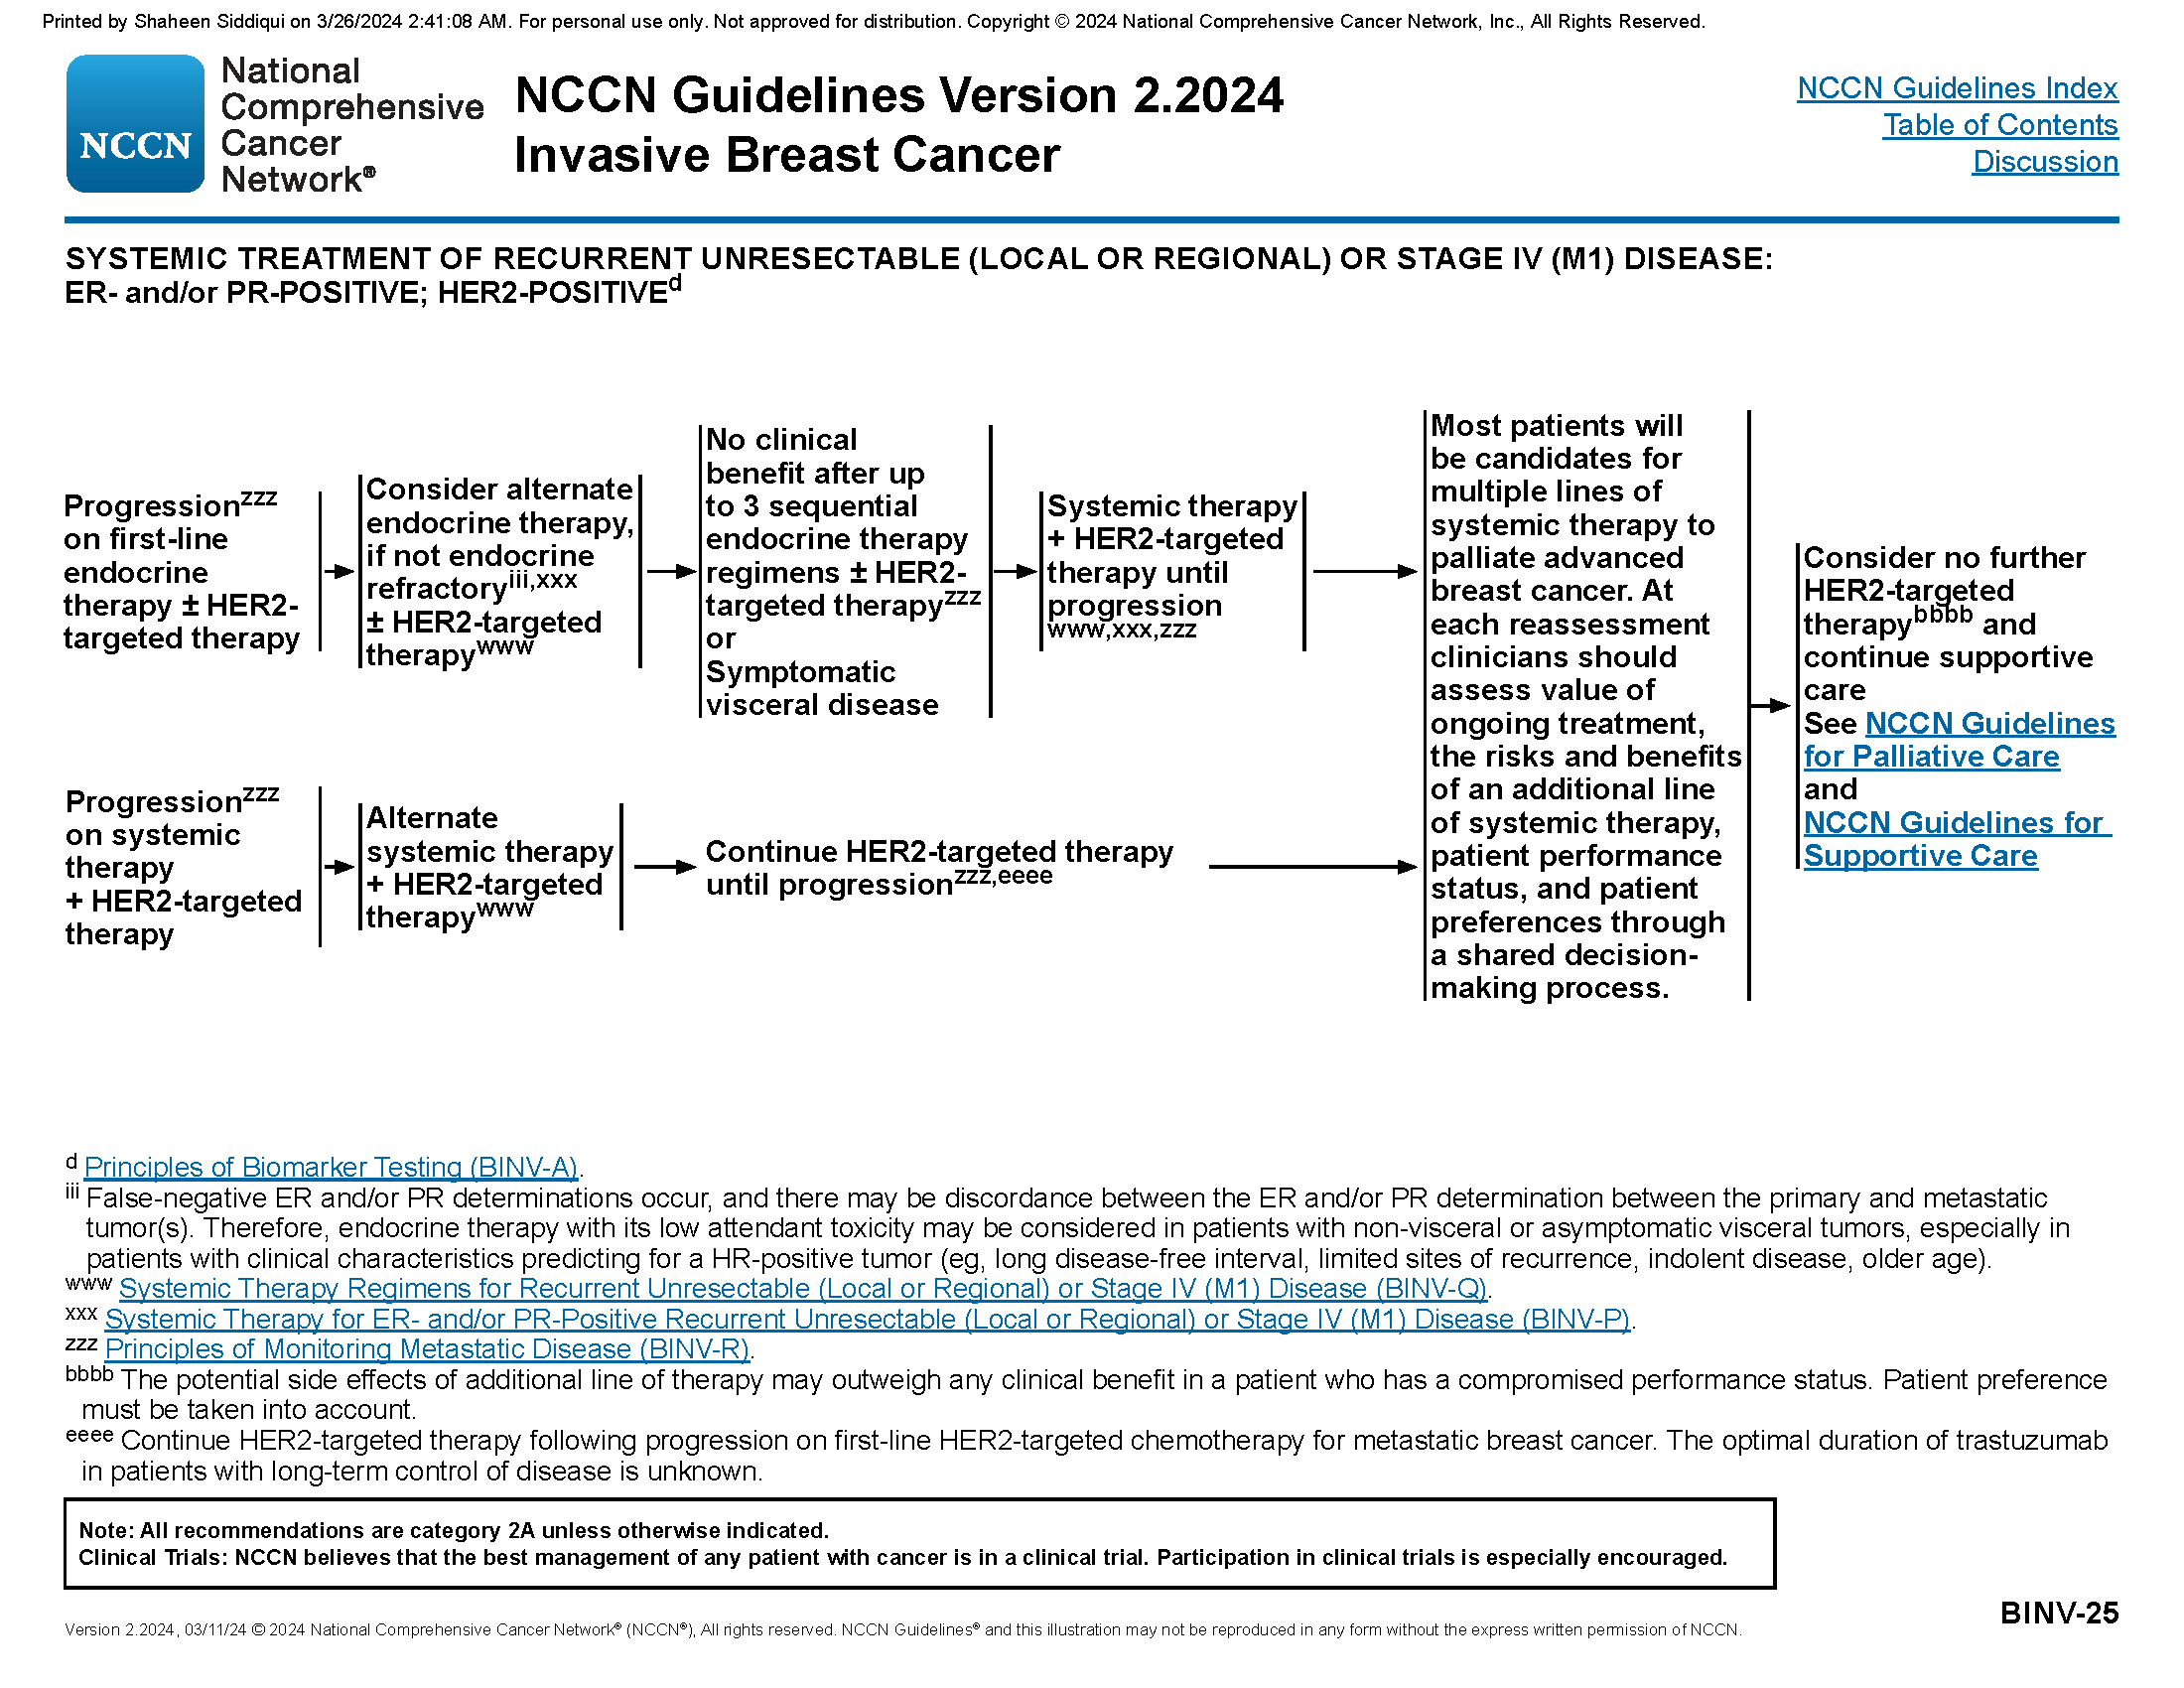 Printed by Shaheen Siddiqui on 3/26/2024 2:41:08 AM. For personal use only. Not approved for distribution. Copyright © 2024 National Comprehensive Cancer Network, Inc., All Rights Reserved.
NCCN
National
Comprehensive
Cancer
Network®
NCCN Guidelines Version 2.2024
Invasive Breast Cancer
NCCN Guidelines Index
Table of Contents
Discussion
SYSTEMIC TREATMENT OF RECURRENT UNRESECTABLE (LOCAL OR REGIONAL) OR STAGE IV (M1) DISEASE:
ER- and/or PR-POSITIVE; HER2-POSITIVEd
Progressionzzz
on first-line
endocrine
therapy ± HER2-
targeted therapy
Consider alternate
endocrine therapy,
if not endocrine
refractoryiii,xxx
± HER2-targeted
therapywww
No clinical
benefit after up
to 3 sequential
endocrine therapy
regimens ± HER2-
targeted therapyzzz
or
Symptomatic
visceral disease
Systemic therapy
+ HER2-targeted
therapy until
progression
www,xxx,zzz
Progressionzzz
on systemic
therapy
+ HER2-targeted
therapy
Alternate
systemic therapy
+ HER2-targeted
therapywww
Continue HER2-targeted therapy
until progressionzzz,eeee
Most patients will
be candidates for
multiple lines of
systemic therapy to
palliate advanced
breast cancer. At
each reassessment
clinicians should
assess value of
ongoing treatment,
the risks and benefits
of an additional line
of systemic therapy,
patient performance
status, and patient
preferences through
a shared decision-
making process.
Consider no further
HER2-targeted
therapybbbb and
continue supportive
care
See NCCN Guidelines
for Palliative Care
and
NCCN Guidelines for
Supportive Care
d Principles of Biomarker Testing (BINV-A).
iii False-negative ER and/or PR determinations occur, and there may be discordance between the ER and/or PR determination between the primary and metastatic
tumor(s). Therefore, endocrine therapy with its low attendant toxicity may be considered in patients with non-visceral or asymptomatic visceral tumors, especially in
patients with clinical characteristics predicting for a HR-positive tumor (eg, long disease-free interval, limited sites of recurrence, indolent disease, older age).
www Systemic Therapy Regimens for Recurrent Unresectable (Local or Regional) or Stage IV (M1) Disease (BINV-Q).
xxx Systemic Therapy for ER- and/or PR-Positive Recurrent Unresectable (Local or Regional) or Stage IV (M1) Disease (BINV-P).
zzz Principles of Monitoring Metastatic Disease (BINV-R).
bbbb The potential side effects of additional line of therapy may outweigh any clinical benefit in a patient who has a compromised performance status. Patient preference
must be taken into account.
eeee Continue HER2-targeted therapy following progression on first-line HER2-targeted chemotherapy for metastatic breast cancer. The optimal duration of trastuzumab
in patients with long-term control of disease is unknown.
Note: All recommendations are category 2A unless otherwise indicated.
Clinical Trials: NCCN believes that the best management of any patient with cancer is in a clinical trial. Participation in clinical trials is especially encouraged.
BINV-25
Version 2.2024, 03/11/24 © 2024 National Comprehensive Cancer Network® (NCCN®), All rights reserved. NCCN Guidelines® and this illustration may not be reproduced in any form without the express written permission of NCCN.